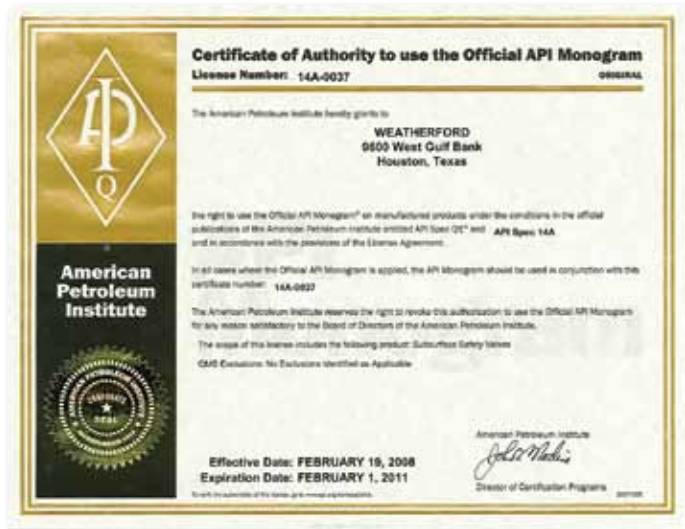 Certificate of Authority to use the Official API Monogram
License Number: 14A-0037
ORIGINAL
The American Petroleum Institute hereby grants to
WEATHERFORD
9600 West Gulf Bank
Houston, Texas
the right to use the Official API Monogram® on manufactured products under the conditions in the official
publications of the American Petroleum Institute entitled API Spec Q1® and API Spec 14A
and in accordance with the provisions of the License Agreement.
In all cases where the Official API Monogram is applied, the API Monogram should be used in conjunction with this
certificate number: 14A-0037
The American Petroleum Institute reserves the right to revoke this authorization to use the Official API Monogram
for any reason satisfactory to the Board of Directors of the American Petroleum Institute.
The scope of this license includes the following product: Subsurface Safety Valves
QMS Exclusions: No Exclusions Identified as Applicable
API
Q
American
Petroleum
Institute
AMERICAN PETROLEUM INSTITUTE
CORPORATE
SEAL
American Petroleum Institute
Director of Certification Programs
Effective Date: FEBRUARY 19, 2008
Expiration Date: FEBRUARY 1, 2011